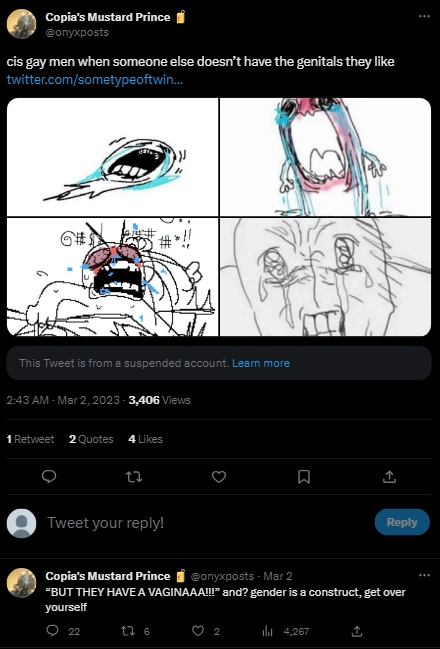 Copia's Mustard Prince
@onyxposts
cis gay men when someone else doesn't have the genitals they like
twitter.com/sometypeoftwin...
@#$
#*!!
This Tweet is from a suspended account. Learn more
2:43 AM · Mar 2, 2023 · 3,406 Views
1 Retweet 2 Quotes 4 Likes
Tweet your reply!
Reply
Copia's Mustard Prince @onyxposts · Mar 2
“BUT THEY HAVE A VAGINAAA!!!” and? gender is a construct, get over
yourself
22 6 2 4,267